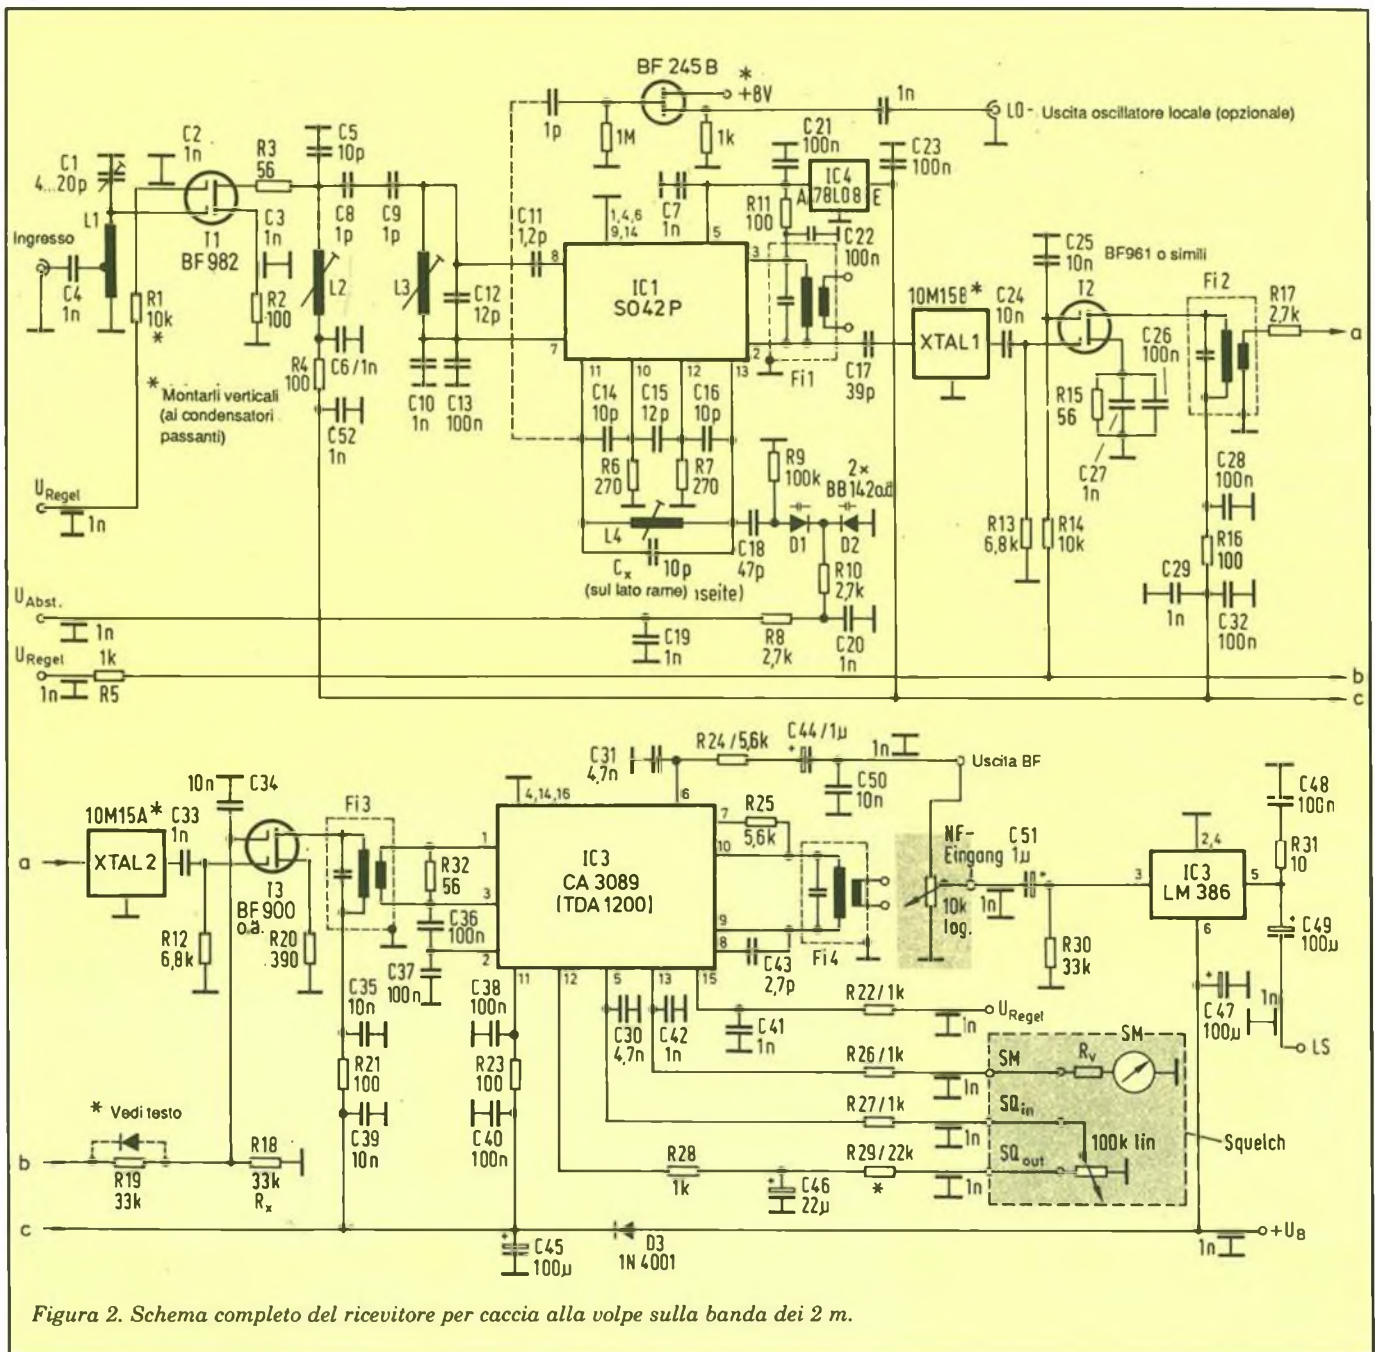 BF 245 B
*
+8V
1n
LO - Uscita oscillatore locale (opzionale)
1p
1M
1k
C21
100n
C23
100n
C1
4...20p
C2
1n
R3
56
C5
10p
C3
1n
C8
1p
C9
1p
L1
Ingresso
T1
BF 982
C4
1n
R1
10k
*
R2
100
L2
L3
C11
1,2p
C12
12p
1,4,6
9,14
C7
1n
5
8
7
IC1
SO 42 P
3
2
11
10
12
13
R11
100
A
IC4
78L08
E
C22
100n
Fi1
C17
39p
10M15B*
XTAL1
C24
10n
C25
10n
BF961 o simili
T2
Fi2
R17
2,7k
a
C26
100n
R15
56
C27
1n
* Montarli verticali
(ai condensatori
passanti)
R4
100
C6/1n
C52
1n
C10
1n
C13
100n
C14
10p
C15
12p
C16
10p
R6
270
R7
270
R9
100k
2×
BB142o.ä
L4
Cx
10p
(sul lato rame) nseite)
C18
47p
D1
D2
R10
2,7k
R13
6,8k
R14
10k
C28
100n
R16
100
C29
1n
C32
100n
URegel
1n
UAbst.
1n
C19
1n
R8
2,7k
C20
1n
URegel
1k
1n
R5
b
c
10n
C34
10M15A*
C33
1n
Fi3
a
XTAL2
T3
BF 900
o.ä.
R12
6,8k
R20
390
R32
56
C36
100n
C37
100n
C31
4,7n
R24/5,6k
C44/1µ
+
1n
Uscita BF
C50
10n
4,14,16
6
1
3
2
IC3
CA 3089
(TDA 1200)
7
10
9
8
11
12
5
13
15
R25
5,6k
C43
2,7p
Fi4
NF-
Eingang
10k
log.
1n
C51
1µ
+
R30
33k
3
2,4
IC3
LM 386
5
6
C48
100n
R31
10
C49
100µ
+
C47
100µ
1n
LS
C35
10n
R21
100
C39
10n
C38
100n
R23
100
C40
100n
C30
4,7n
C42
1n
C41
1n
R22/1k
URegel
1n
R26/1k
SM
1n
Rv
SM
R27/1k
SQin
1n
100k lin
Squelch
R28
1k
R29/22k
*
SQout
1n
C46
22µ
+
* Vedi testo
b
R19
33k
R18
33k
Rx
c
C45
100µ
+
D3
1N 4001
1n
+UB
Figura 2. Schema completo del ricevitore per caccia alla volpe sulla banda dei 2 m.